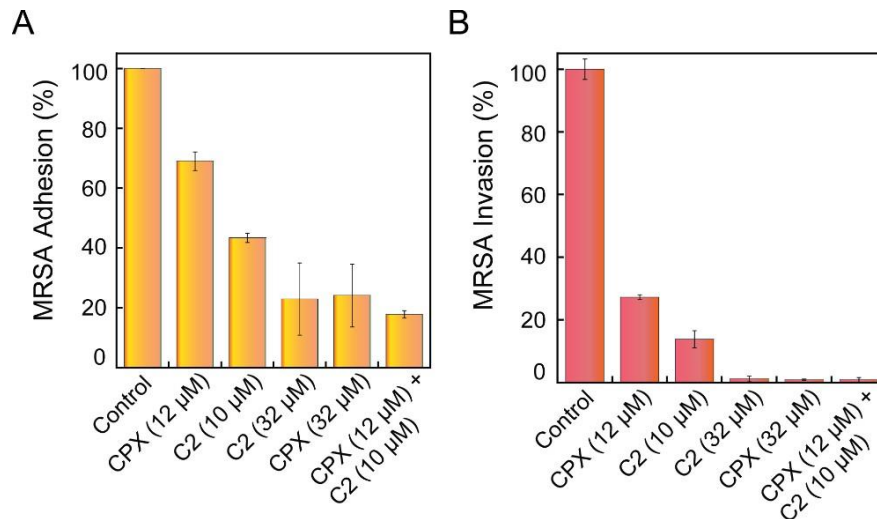 A
MRSA Adhesion (%)
100
80
60
40
20
0
Control
CPX (12 µM)
C2 (10 µM)
C2 (32 µM)
CPX (32 µM)
CPX (12 µM) +
C2 (10 µM)
B
MRSA Invasion (%)
100
80
60
40
20
0
Control
CPX (12 µM)
C2 (10 µM)
C2 (32 µM)
CPX (32 µM)
CPX (12 µM) +
C2 (10 µM)